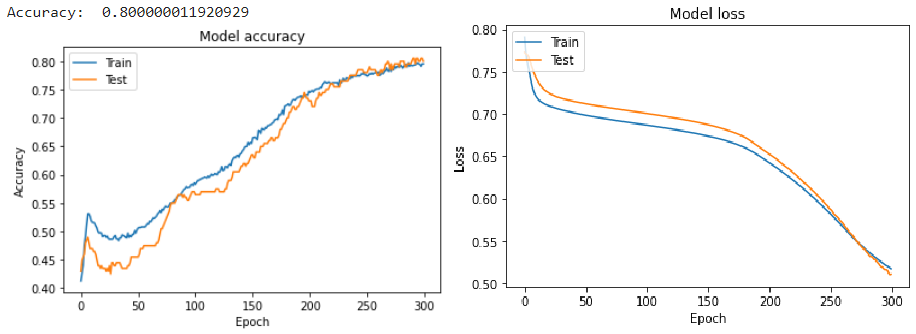 Accuracy:  0.800000011920929
Model accuracy
Train
Test
0.80
0.75
0.70
0.65
0.60
0.55
0.50
0.45
0.40
Accuracy
0 50 100 150 200 250 300
Epoch
Model loss
Train
Test
0.80
0.75
0.70
0.65
0.60
0.55
0.50
Loss
0 50 100 150 200 250 300
Epoch